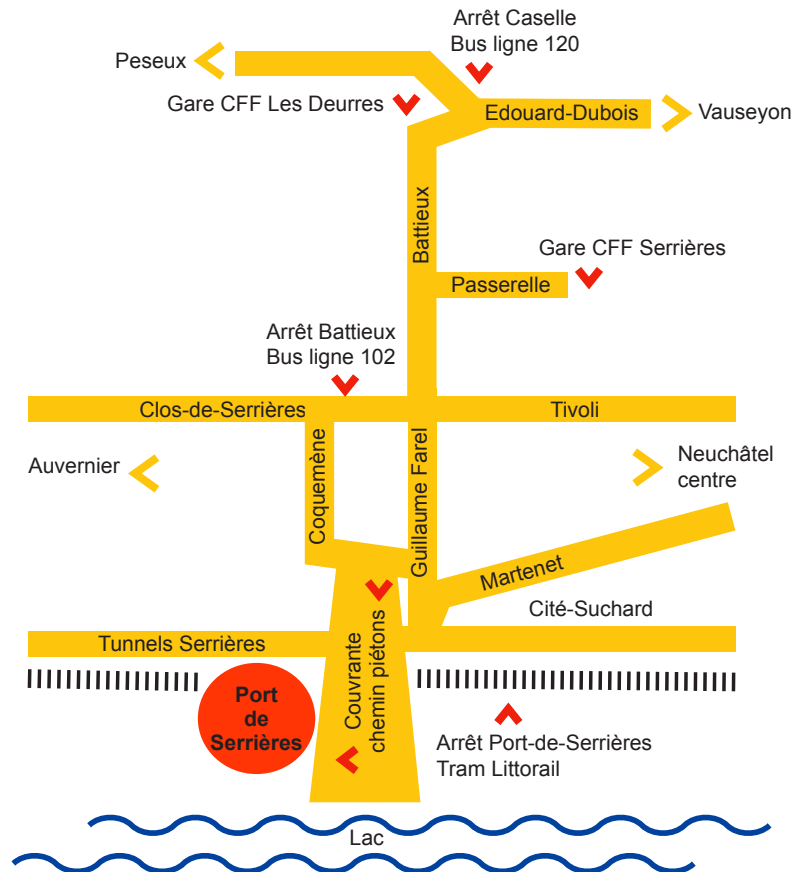 Arrêt Caselle
Bus ligne 120
Peseux
Gare CFF Les Deurres
Edouard-Dubois
Vauseyon
Battieux
Gare CFF Serrières
Passerelle
Arrêt Battieux
Bus ligne 102
Clos-de-Serrières
Tivoli
Auvernier
Coquemène
Guillaume Farel
Neuchâtel
centre
Martenet
Cité-Suchard
Tunnels Serrières
Couvrante
chemin piétons
Port
de
Serrières
Arrêt Port-de-Serrières
Tram Littorail
Lac